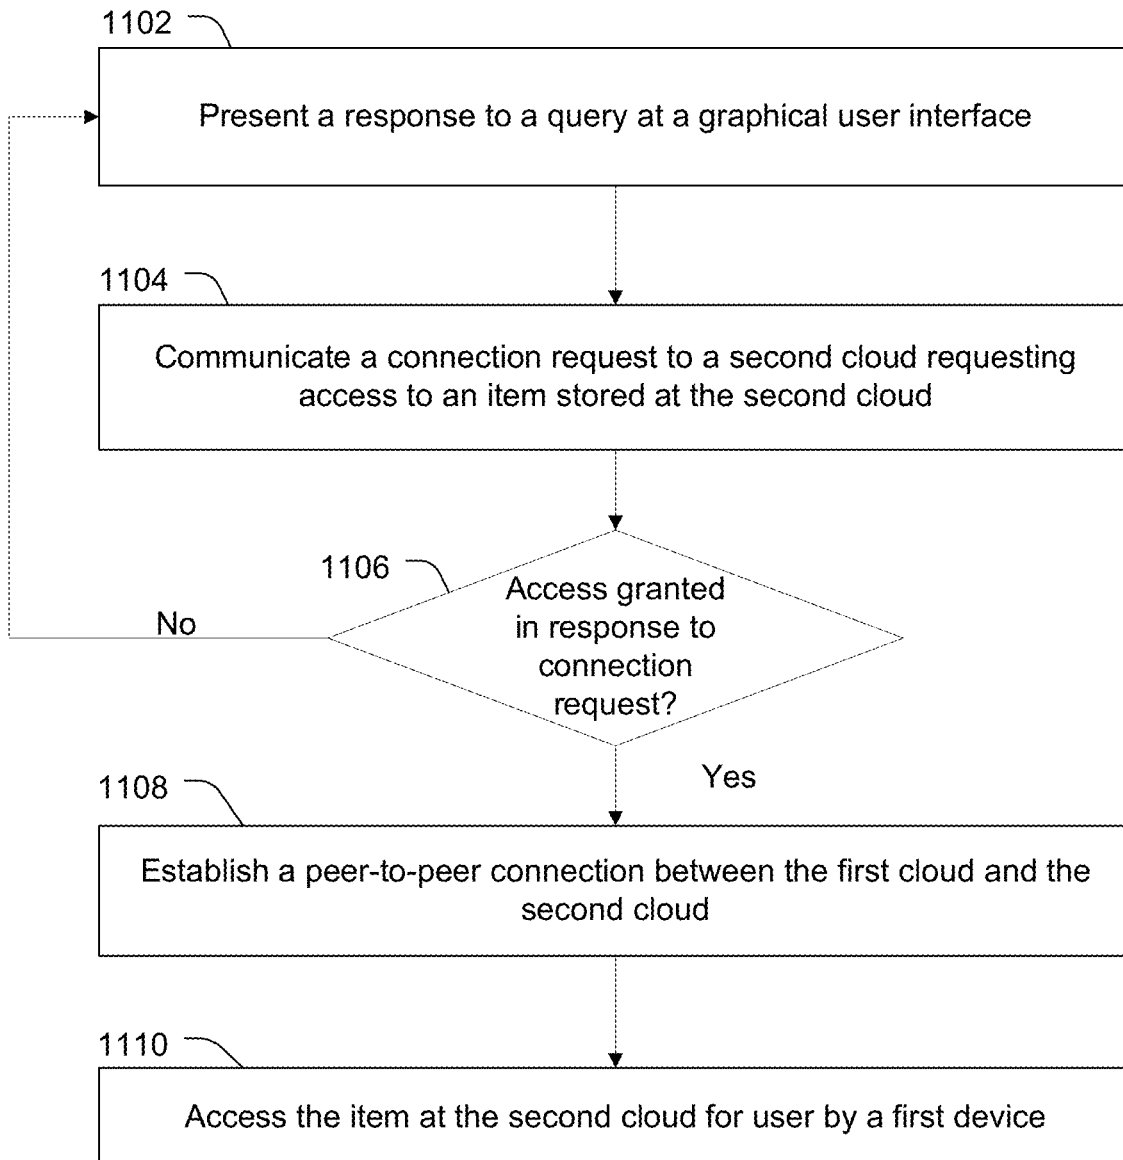 1102
Present a response to a query at a graphical user interface
1104
Communicate a connection request to a second cloud requesting
access to an item stored at the second cloud
1106
Access granted
in response to
connection
request?
No
Yes
1108
Establish a peer-to-peer connection between the first cloud and the
second cloud
1110
Access the item at the second cloud for user by a first device